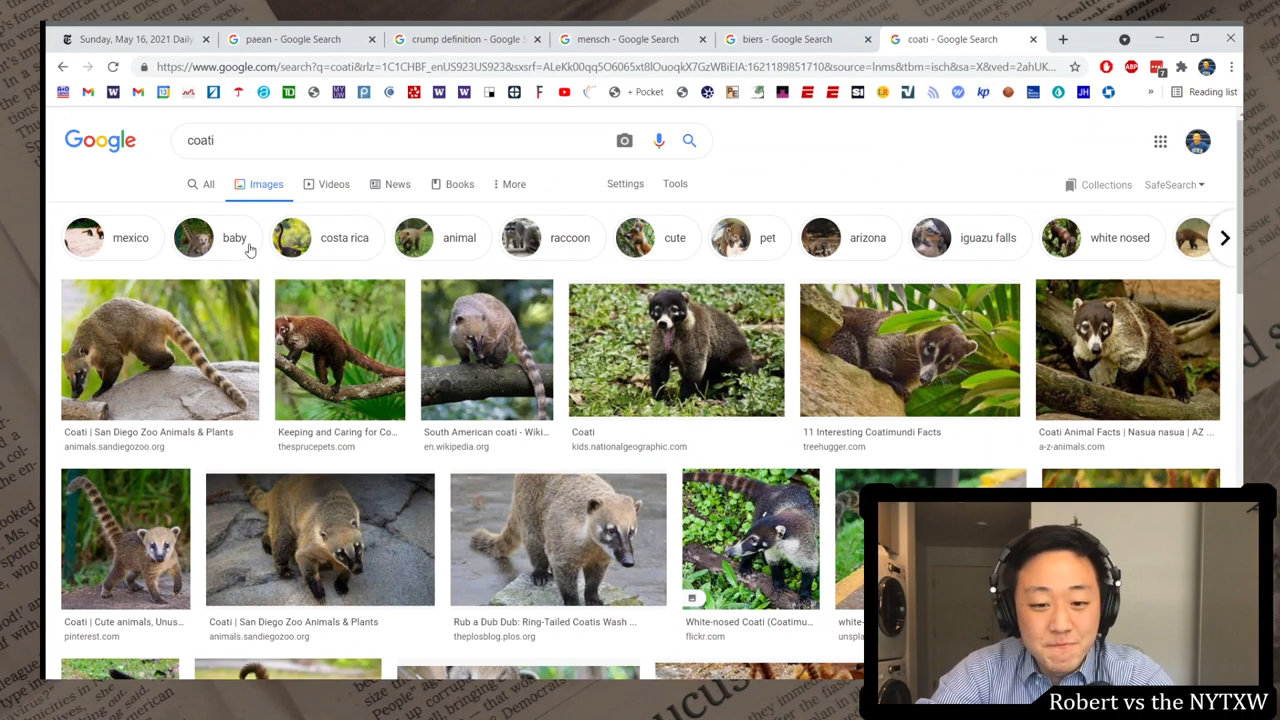 Sunday, May 16, 2021 Daily
paean - Google Search
crump definition - Google S
mensch - Google Search
biers - Google Search
coati - Google Search
https://www.google.com/search?q=coati&rlz=1C1CHBF_enUS923US923&sxsrf=ALeKk00qq5O6065xt8lOuoqkX7GzWBIEtA:1621189851710&source=lnms&tbm=isch&sa=X&ved=2ahUK...
+ Pocket
Reading list
Google
coati
All
Images
Videos
News
Books
More
Settings
Tools
Collections
SafeSearch
mexico
baby
costa rica
animal
raccoon
cute
pet
arizona
iguazu falls
white nosed
Coati | San Diego Zoo Animals & Plants
animals.sandiegozoo.org
Keeping and Caring for Co...
thesprucepets.com
South American coati - Wiki...
en.wikipedia.org
Coati
kids.nationalgeographic.com
11 Interesting Coatimundi Facts
treehugger.com
Coati Animal Facts | Nasua nasua | AZ ...
a-z-animals.com
Coati | Cute animals, Unus...
pinterest.com
Coati | San Diego Zoo Animals & Plants
animals.sandiegozoo.org
Rub a Dub Dub: Ring-Tailed Coatis Wash ...
theplosblog.plos.org
White-nosed Coati (Coatimu...
flickr.com
white-
unspla
Robert vs the NYTXW